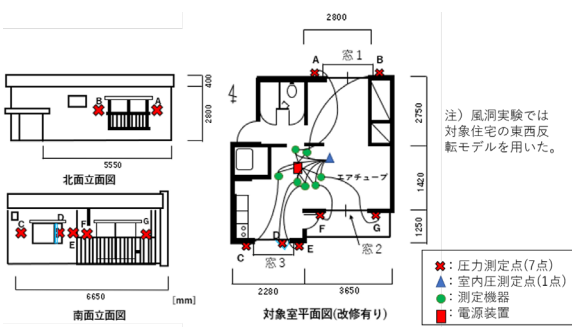 2800
窓1
A
B
400
2800
B
A
5550
北面立面図
C
D
E
F
G
6650
[mm]
南面立面図
4
2750
1420
1250
エアチューブ
F
G
C
D
E
窓3
窓2
2280
3650
対象室平面図(改修有り)
注）風洞実験では
対象住宅の東西反
転モデルを用いた。
：圧力測定点(7点)
：室内圧測定点(1点)
：測定機器
：電源装置